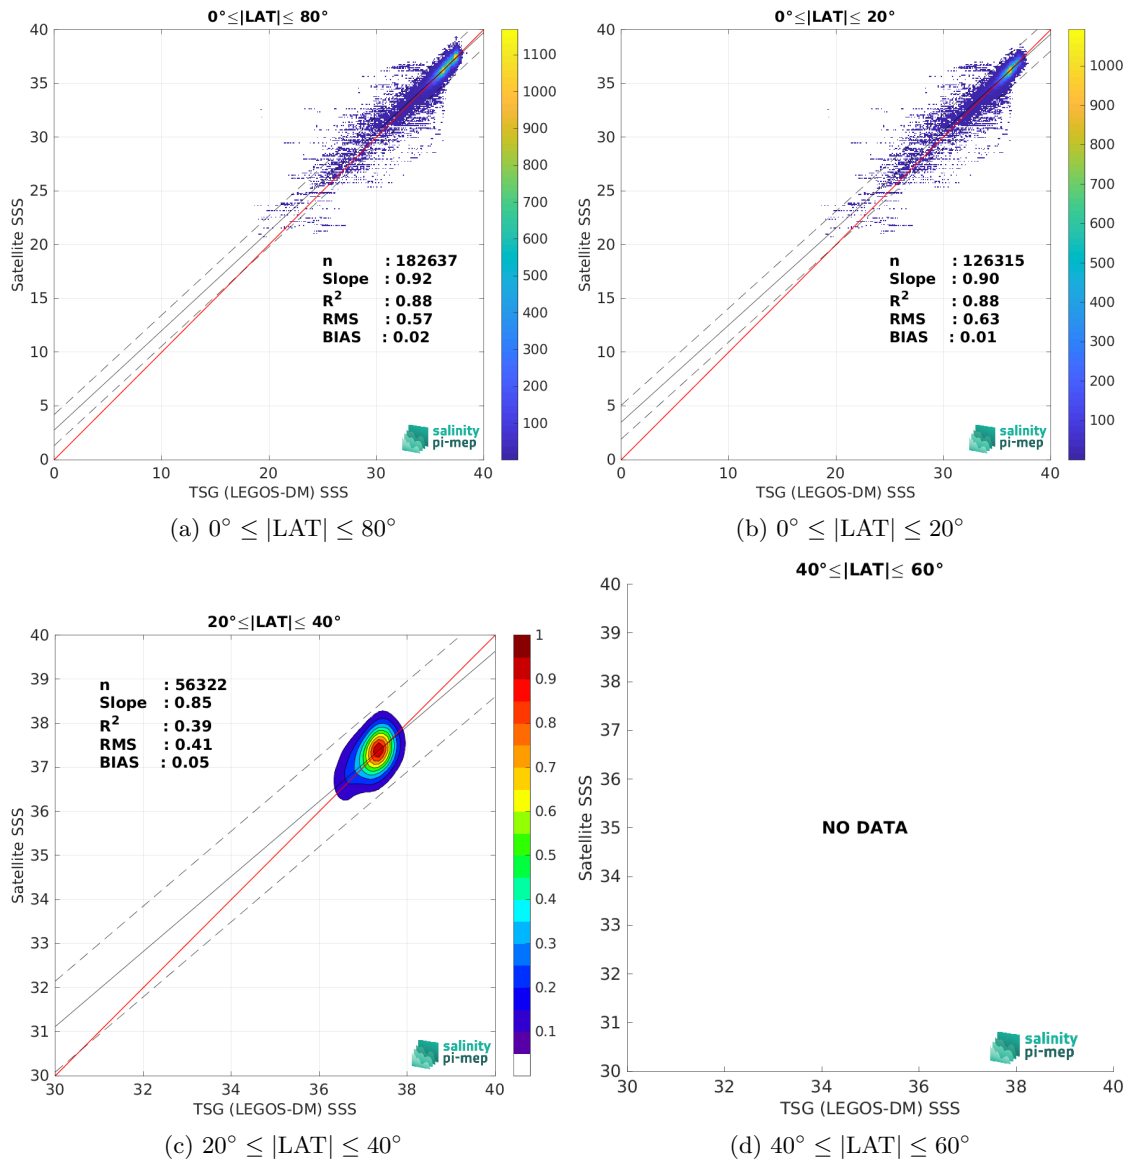 0°≤|LAT|≤ 80°
40
35
30
25
20
15
10
5
0
Satellite SSS
n : 182637
Slope : 0.92
R² : 0.88
RMS : 0.57
BIAS : 0.02
salinity
pi-mep
0 10 20 30 40
TSG (LEGOS-DM) SSS
1100
1000
900
800
700
600
500
400
300
200
100
(a) 0° ≤ |LAT| ≤ 80°
0°≤|LAT|≤ 20°
40
35
30
25
20
15
10
5
0
Satellite SSS
n : 126315
Slope : 0.90
R² : 0.88
RMS : 0.63
BIAS : 0.01
salinity
pi-mep
0 10 20 30 40
TSG (LEGOS-DM) SSS
1000
900
800
700
600
500
400
300
200
100
(b) 0° ≤ |LAT| ≤ 20°
20°≤|LAT|≤ 40°
40
39
38
37
36
35
34
33
32
31
30
Satellite SSS
n : 56322
Slope : 0.85
R² : 0.39
RMS : 0.41
BIAS : 0.05
salinity
pi-mep
30 32 34 36 38 40
TSG (LEGOS-DM) SSS
1
0.9
0.8
0.7
0.6
0.5
0.4
0.3
0.2
0.1
(c) 20° ≤ |LAT| ≤ 40°
40°≤|LAT|≤ 60°
40
39
38
37
36
35
34
33
32
31
30
Satellite SSS
NO DATA
salinity
pi-mep
30 32 34 36 38 40
TSG (LEGOS-DM) SSS
(d) 40° ≤ |LAT| ≤ 60°